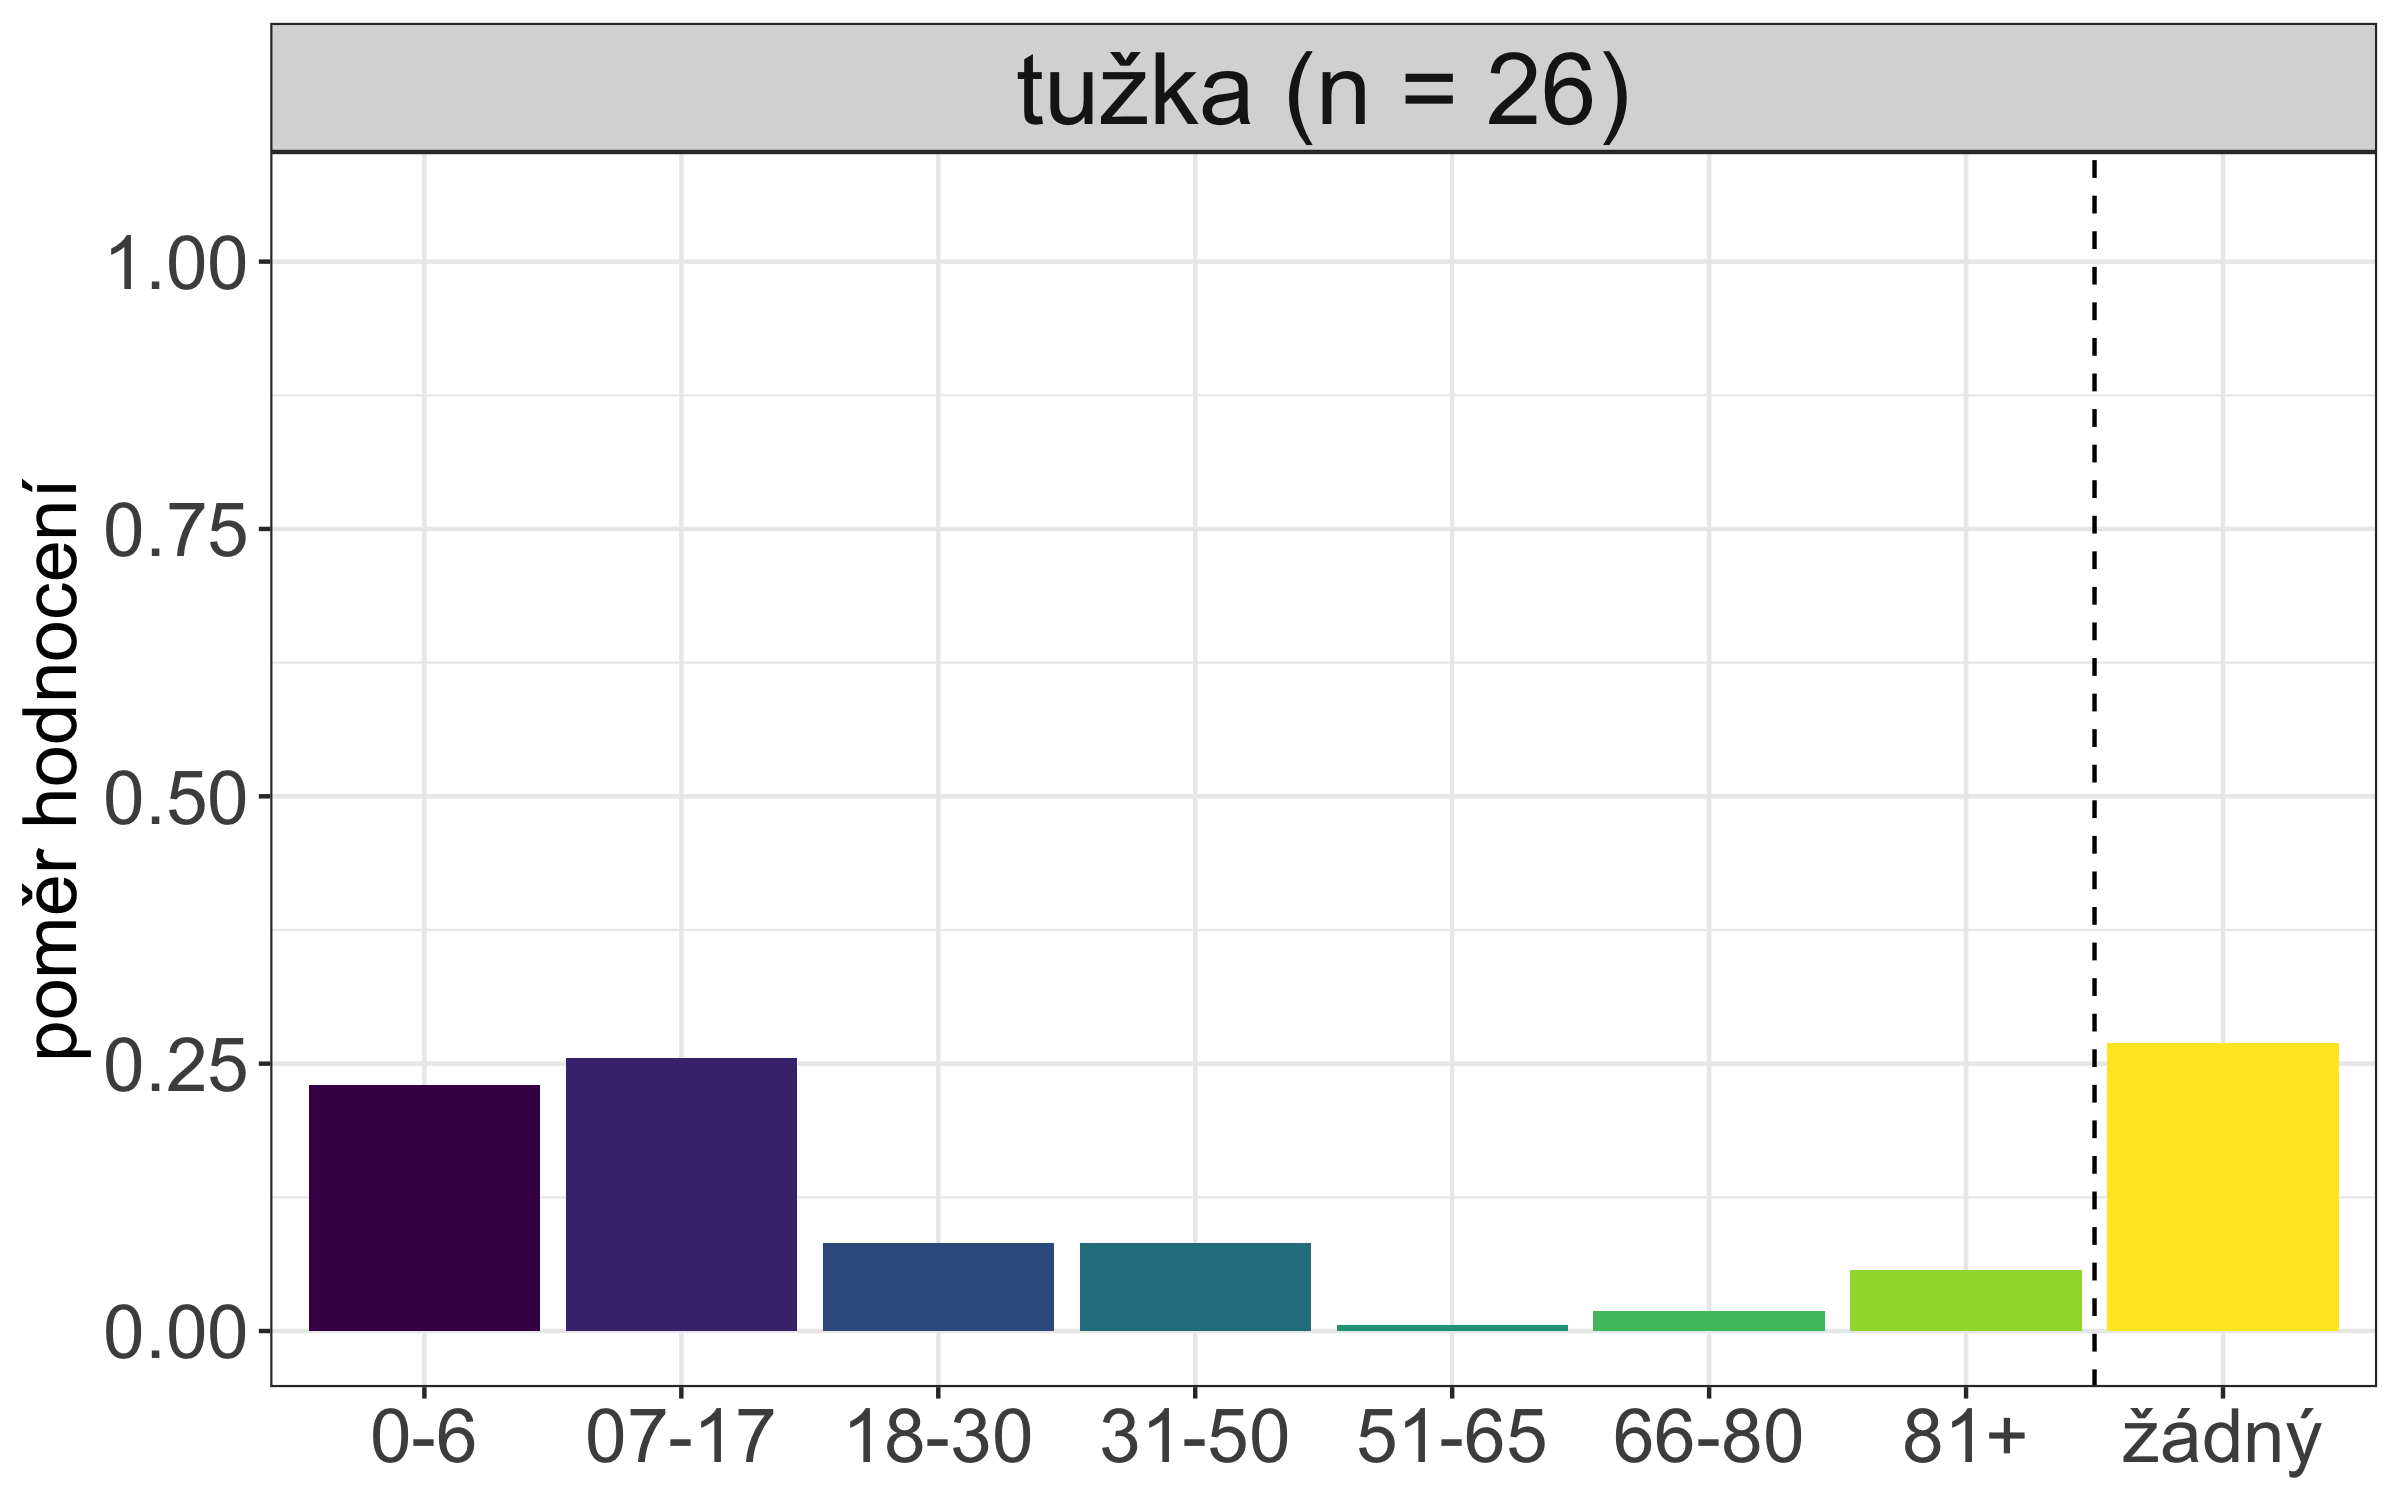 tužka (n = 26)
poměr hodnocení
1.00
0.75
0.50
0.25
0.00
0-6 07-17 18-30 31-50 51-65 66-80 81+ žádný